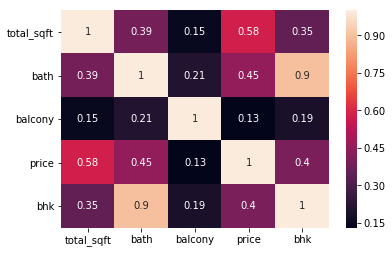 total_sqft 1 0.39 0.15 0.58 0.35
bath 0.39 1 0.21 0.45 0.9
balcony 0.15 0.21 1 0.13 0.19
price 0.58 0.45 0.13 1 0.4
bhk 0.35 0.9 0.19 0.4 1
total_sqft bath balcony price bhk
0.90
0.75
0.60
0.45
0.30
0.15